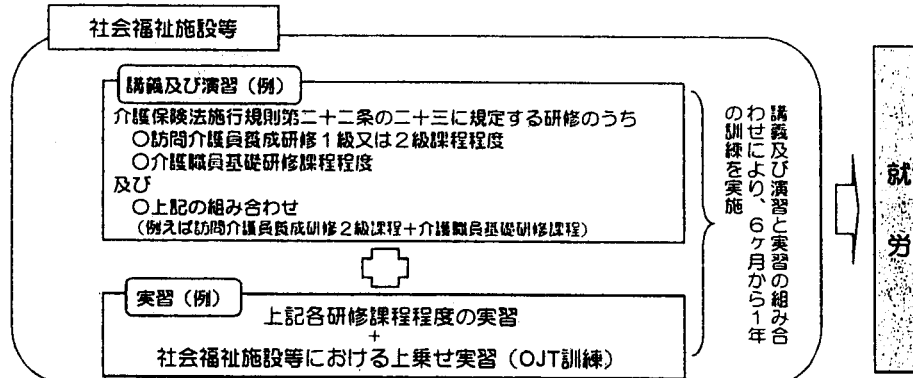 社会福祉施設等
講義及び演習（例）
介護保険法施行規則第二十二条の二十三に規定する研修のうち
○訪問介護員養成研修１級又は２級課程程度
○介護職員基礎研修課程程度
及び
○上記の組み合わせ
（例えば訪問介護員養成研修２級課程＋介護職員基礎研修課程）
実習（例）
上記各研修課程程度の実習
＋
社会福祉施設等における上乗せ実習（OJT訓練）
講義及び演習と実習の組み合
わせにより、６ヶ月から１年
の訓練を実施
就労